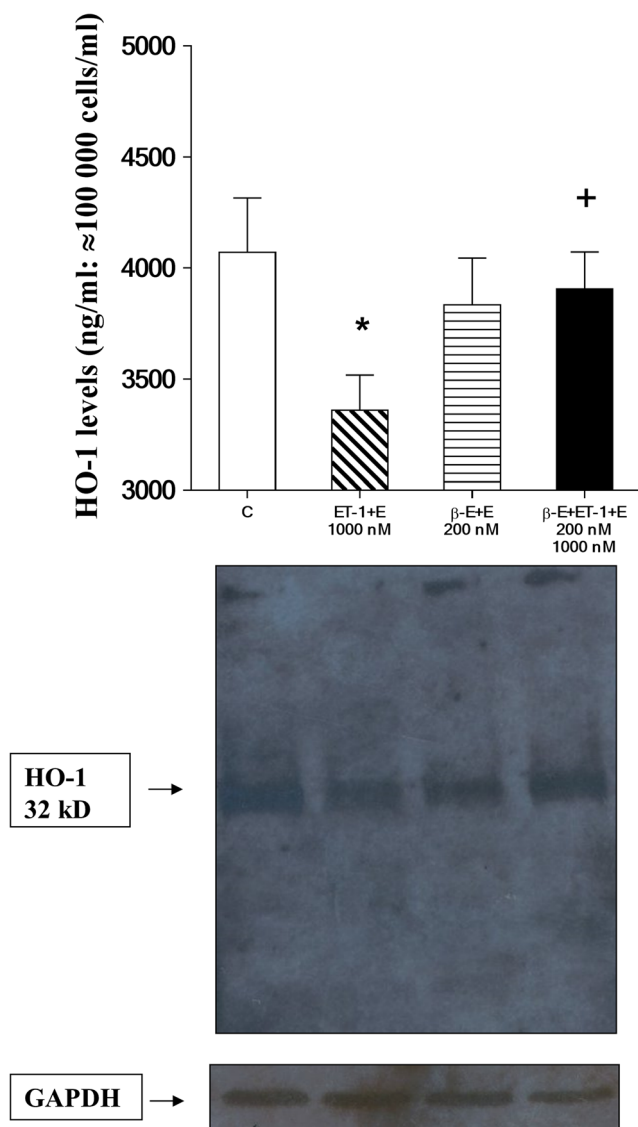 HO-1 levels (ng/ml: ≈100 000 cells/ml)
5000
4500
4000
3500
3000
*
+
C
ET-1+E
1000 nM
β-E+E
200 nM
β-E+ET-1+E
200 nM
1000 nM
HO-1
32 kD
GAPDH